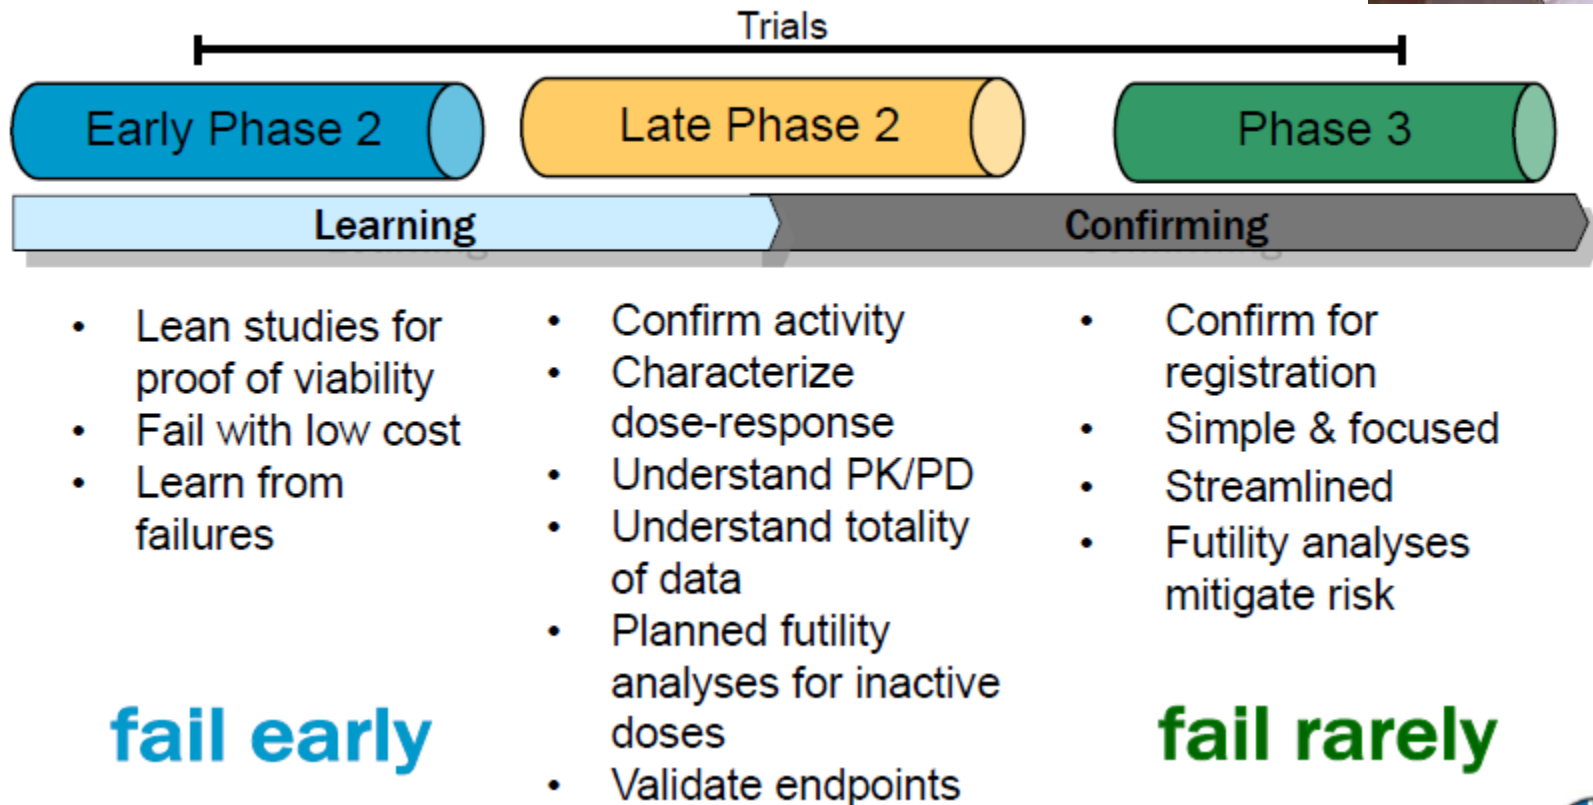 Trials
Early Phase 2
Late Phase 2
Phase 3
Learning
Confirming
• Lean studies for
proof of viability
• Fail with low cost
• Learn from
failures
fail early
• Confirm activity
• Characterize
dose-response
• Understand PK/PD
• Understand totality
of data
• Planned futility
analyses for inactive
doses
• Validate endpoints
• Confirm for
registration
• Simple & focused
• Streamlined
• Futility analyses
mitigate risk
fail rarely